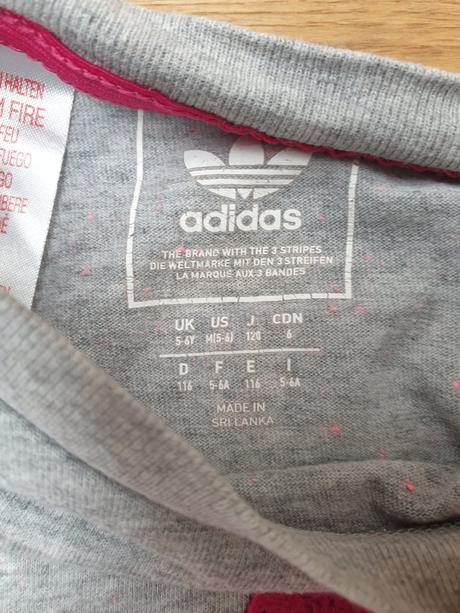 HALTEN
FIRE
FEU
FUEGO
adidas
THE BRAND WITH THE 3 STRIPES
DIE WELTMARKE MIT DEN 3 STREIFEN
LA MARQUE AUX 3 BANDES
UK US J CDN
5-6Y M(5-6) 120 6
D F E I
116 5-6A 116 5-6A
MADE IN
SRI LANKA